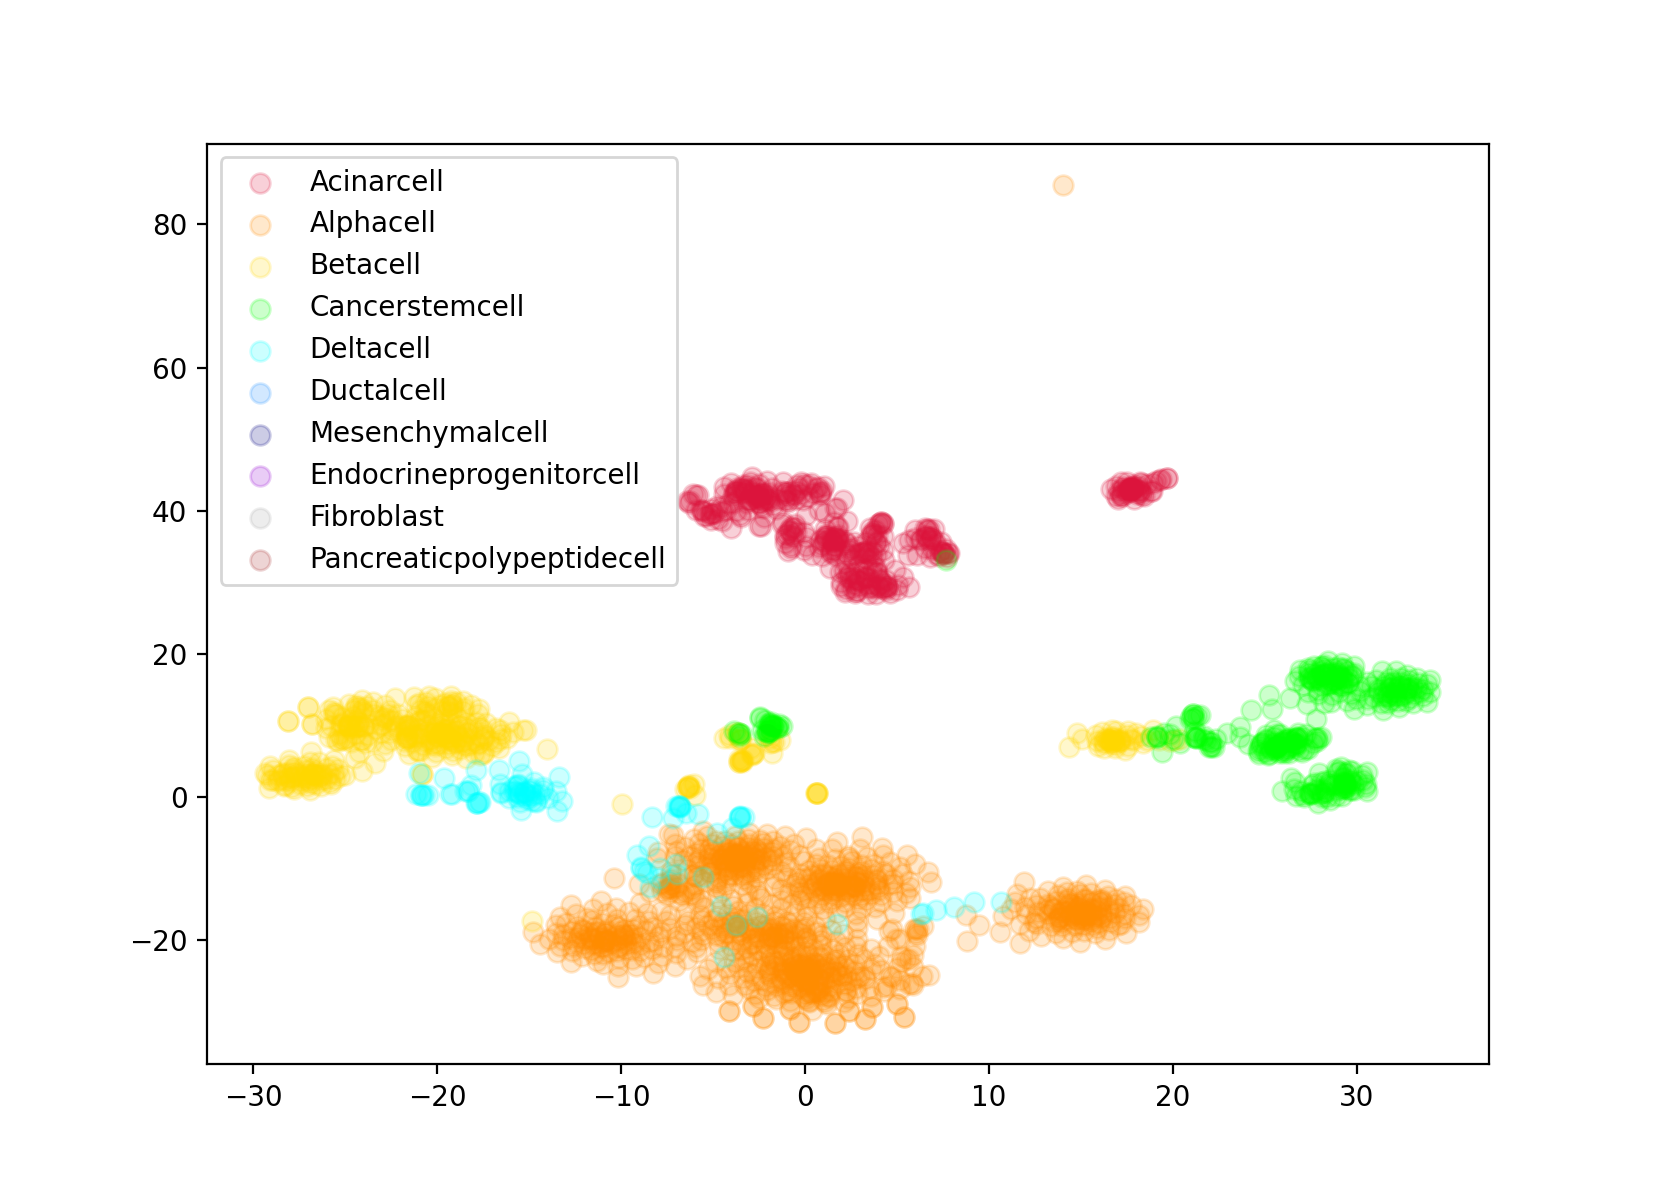 Acinarcell
Alphacell
Betacell
Cancerstemcell
Deltacell
Ductalcell
Mesenchymalcell
Endocrineprogenitorcell
Fibroblast
Pancreaticpolypeptidecell
80
60
40
20
0
−20
−30 −20 −10 0 10 20 30